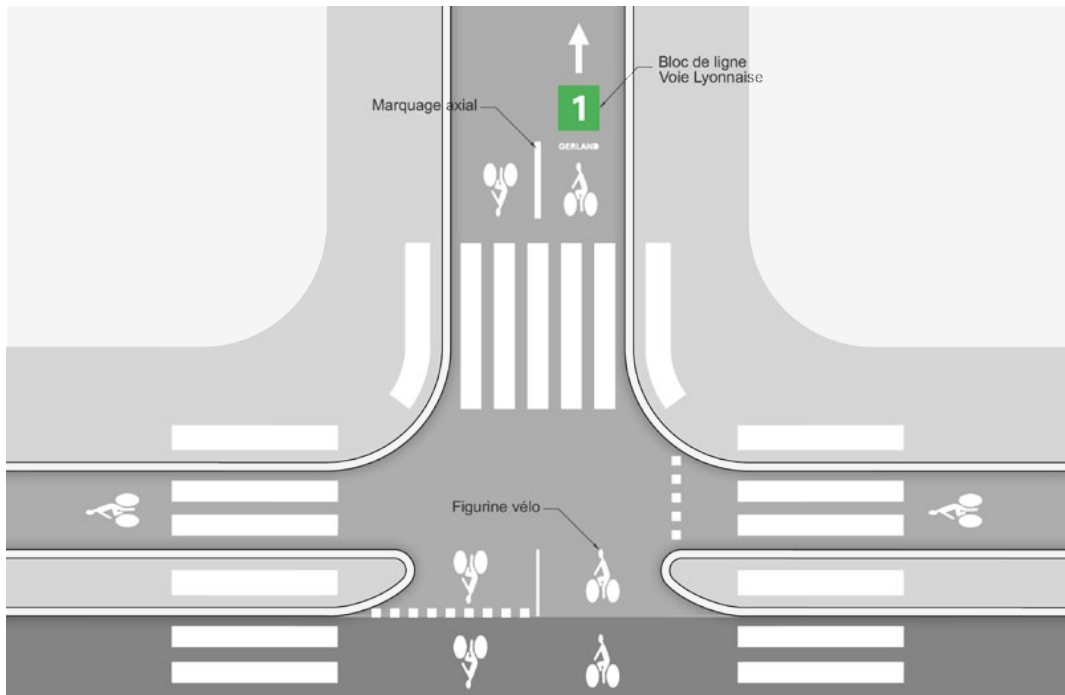 Bloc de ligne
Voie Lyonnaise
Marquage axial
1
GERLAND
Figurine vélo